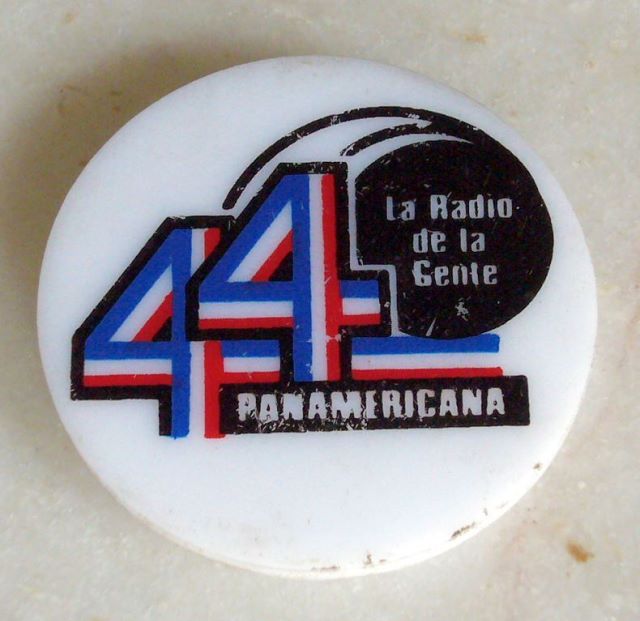 La Radio
de la
Gente
44
PANAMERICANA